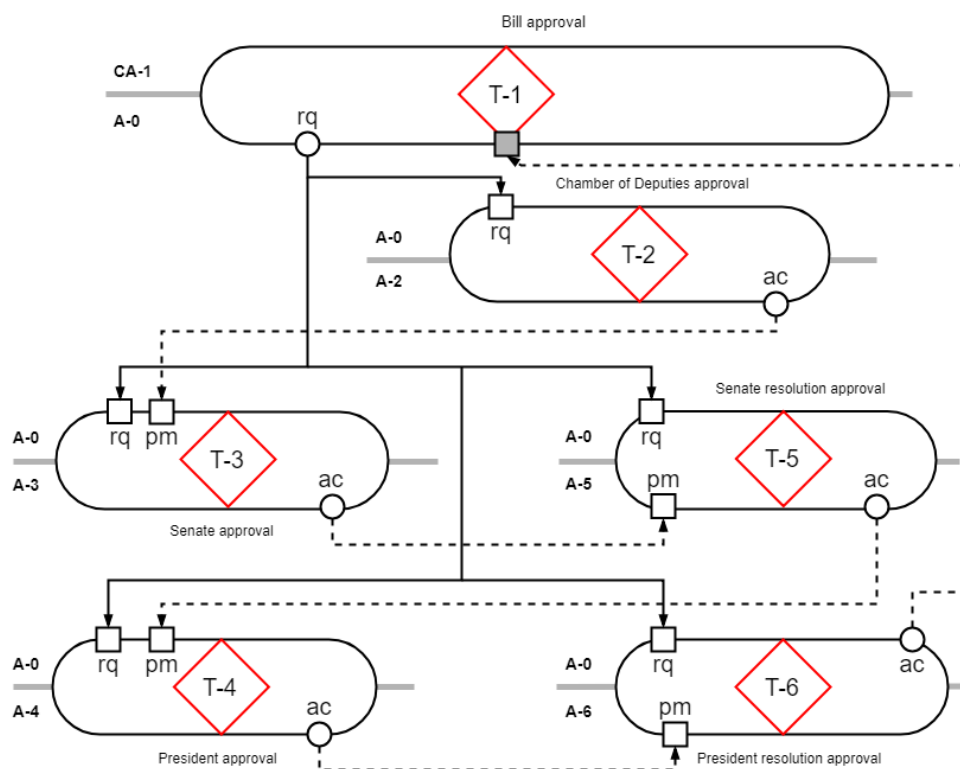 Bill approval
CA-1
T-1
A-0
rq
Chamber of Deputies approval
rq
A-0
T-2
A-2
ac
Senate resolution approval
rq
pm
rq
A-0
T-3
A-0
T-5
A-3
ac
A-5
pm
ac
Senate approval
rq
pm
rq
ac
A-0
T-4
A-0
T-6
A-4
ac
A-6
pm
President approval
President resolution approval